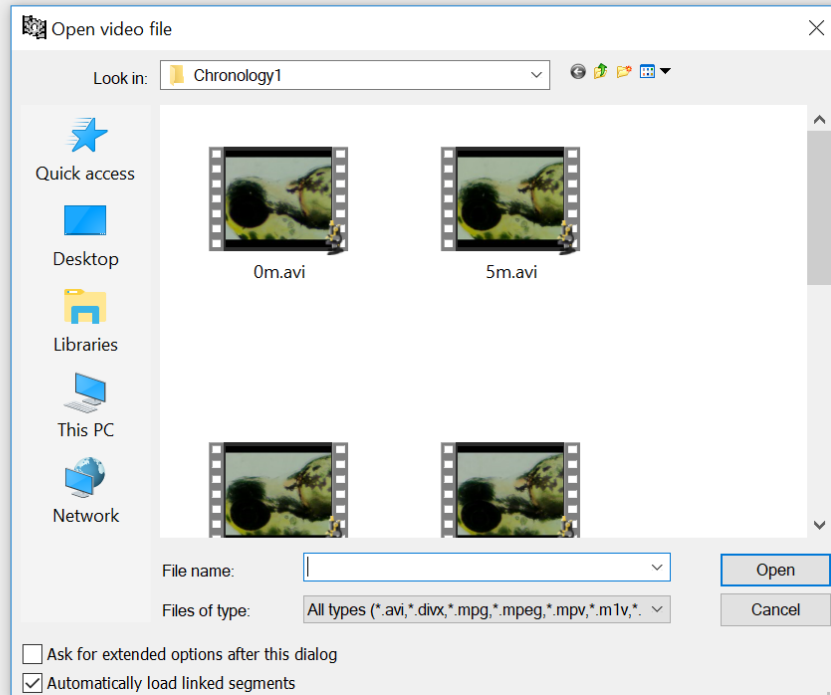 Open video file
Look in: Chronology1
Quick access
Desktop
Libraries
This PC
Network
0m.avi 5m.avi
File name: Open
Files of type: All types (*.avi,*.divx,*.mpg,*.mpeg,*.mpv,*.m1v,*. Cancel
Ask for extended options after this dialog
Automatically load linked segments